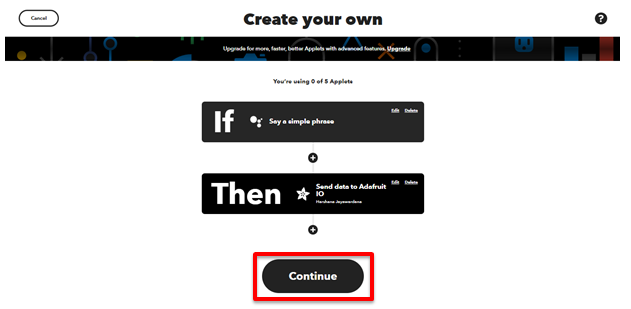 Cancel
Create your own
?
Upgrade for more, faster, better Applets with advanced features. Upgrade
You're using 0 of 5 Applets
If
Say a simple phrase
Edit Delete
+
Then
Send data to Adafruit
IO
Harshana Jayawardana
Edit Delete
+
Continue